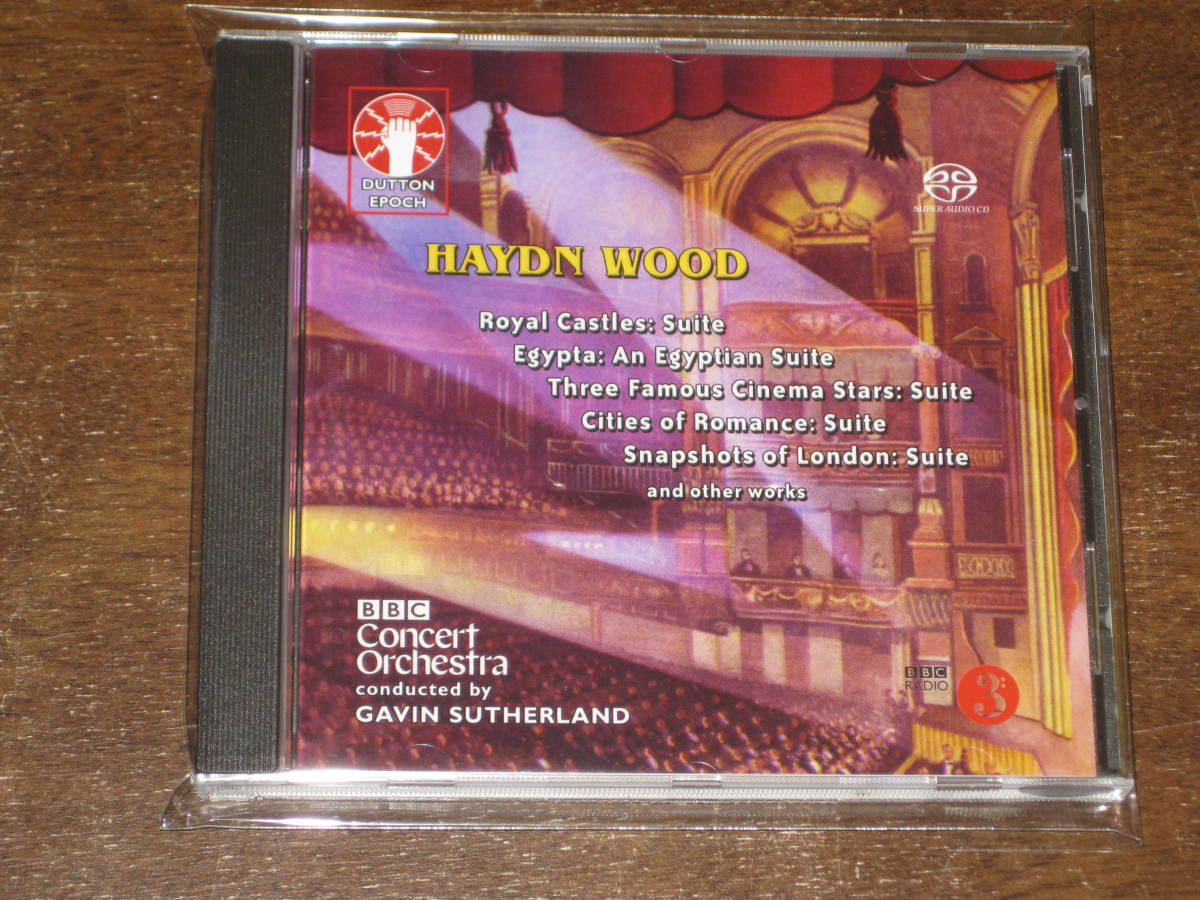 DUTTON
EPOCH
SUPER AUDIO CD
HAYDN WOOD
Royal Castles: Suite
Egypta: An Egyptian Suite
Three Famous Cinema Stars: Suite
Cities of Romance: Suite
Snapshots of London: Suite
and other works
BBC
Concert
Orchestra
conducted by
GAVIN SUTHERLAND
BBC
RADIO
3